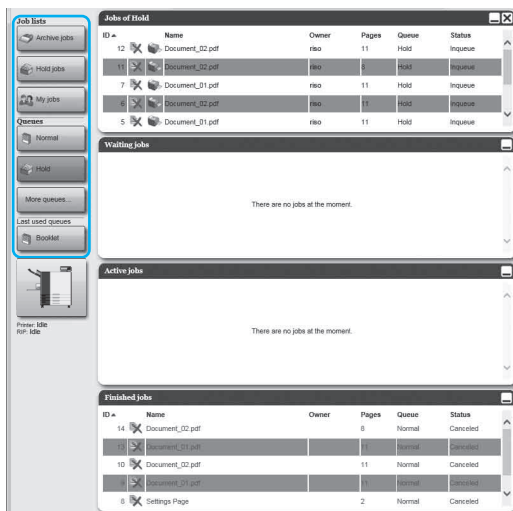 Job lists
Archive jobs
Hold jobs
My jobs
Queues
Normal
Hold
More queues...
Last used queues
Booklet
Printer: Idle
RIP: Idle
Jobs of Hold
ID Name Owner Pages Queue Status
12 Document_02.pdf riso 11 Hold Inqueue
11 Document_02.pdf riso 8 Hold Inqueue
7 Document_01.pdf riso 11 Hold Inqueue
6 Document_02.pdf riso 11 Hold Inqueue
5 Document_01.pdf riso 11 Hold Inqueue
Waiting jobs
There are no jobs at the moment.
Active jobs
There are no jobs at the moment.
Finished jobs
ID Name Owner Pages Queue Status
14 Document_02.pdf 8 Normal Canceled
13 Document_01.pdf 11 Normal Canceled
10 Document_02.pdf 11 Normal Canceled
9 Document_01.pdf 11 Normal Canceled
8 Settings Page 2 Normal Canceled